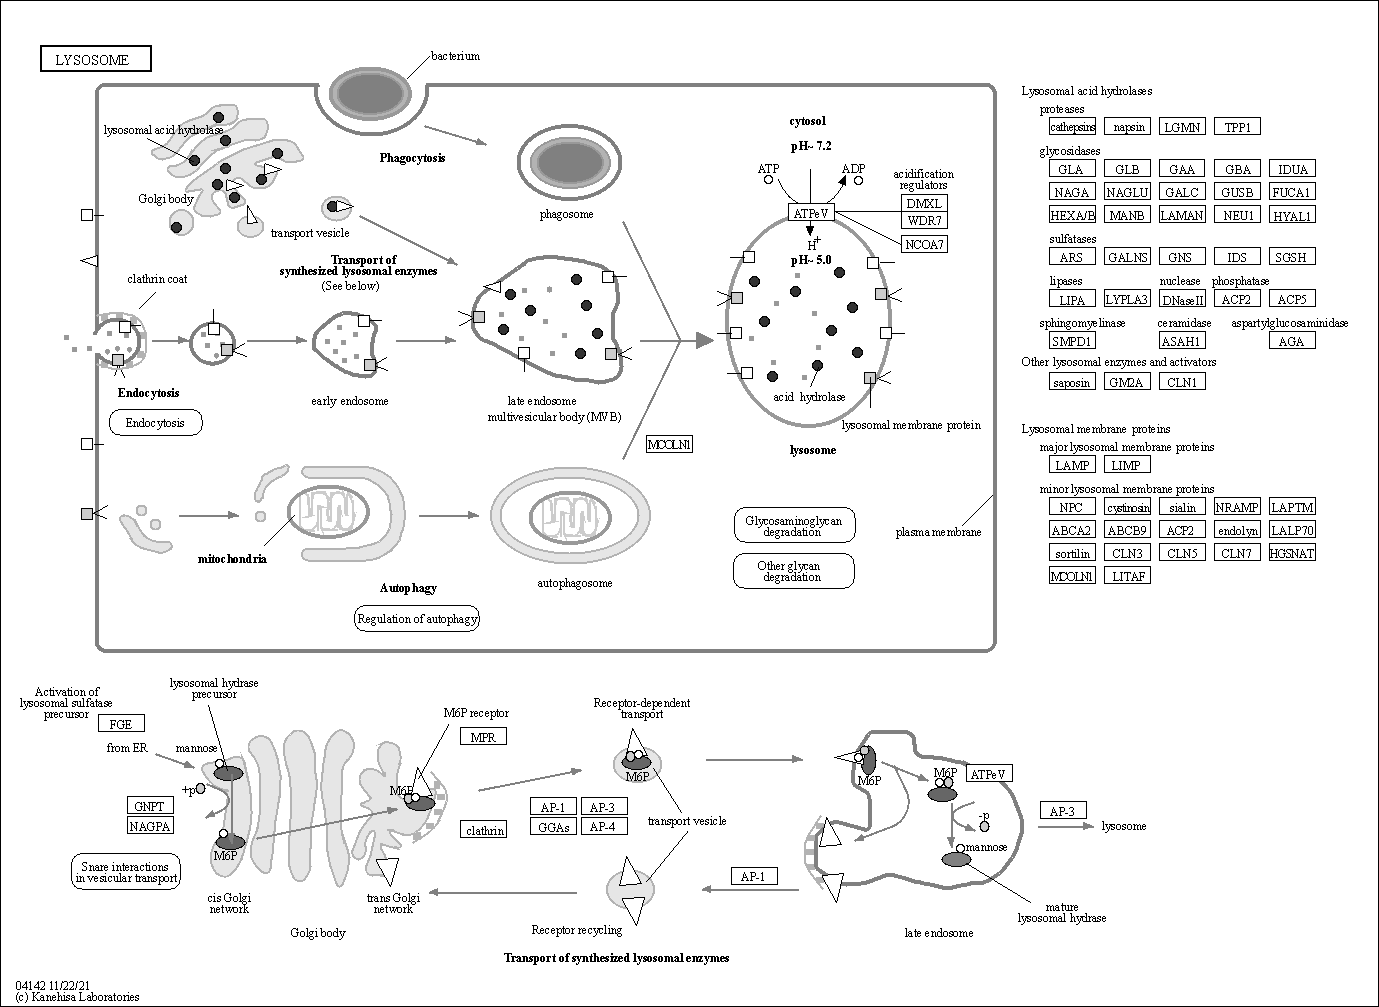 LYSOSOME
bacterium
lysosomal acid hydrolase
Golgi body
transport vesicle
Phagocytosis
phagosome
Transport of
synthesized lysosomal enzymes
(See below)
clathrin coat
Endocytosis
Endocytosis
early endosome
late endosome
multivesicular body (MVB)
cytosol
pH~ 7.2
ATP
ADP
ATPeV
H+
pH~ 5.0
acidification
regulators
DMXL
WDR7
NCOA7
acid hydrolase
lysosomal membrane protein
lysosome
MCOLN1
mitochondria
Autophagy
Regulation of autophagy
autophagosome
Glycosaminoglycan
degradation
Other glycan
degradation
plasma membrane
Lysosomal acid hydrolases
proteases
cathepsins napsin LGMN TPP1
glycosidases
GLA GLB GAA GBA IDUA
NAGA NAGLU GALC GUSB FUCA1
HEXA/B MANB LAMAN NEU1 HYAL1
sulfatases
ARS GALNS GNS IDS SGSH
lipases nuclease phosphatase
LIPA LYPLA3 DNaseII ACP2 ACP5
sphingomyelinase ceramidase aspartylglucosaminidase
SMPD1 ASAH1 AGA
Other lysosomal enzymes and activators
saposin GM2A CLN1
Lysosomal membrane proteins
major lysosomal membrane proteins
LAMP LIMP
minor lysosomal membrane proteins
NPC cystinosin sialin NRAMP LAPTM
ABCA2 ABCB9 ACP2 endolyn LALP70
sortilin CLN3 CLN5 CLN7 HGSNAT
MCOLN1 LITAF
Activation of
lysosomal sulfatase
precursor
FGE
from ER
lysosomal hydrase
precursor
mannose
+p
GNPT
NAGPA
M6P
Snare interactions
in vesicular transport
cis Golgi
network
Golgi body
trans Golgi
network
M6P
M6P receptor
MPR
clathrin
AP-1 AP-3
GGAs AP-4
Receptor-dependent
transport
M6P
transport vesicle
Receptor recycling
AP-1
M6P
M6P
ATPeV
-p
mannose
mature
lysosomal hydrase
late endosome
AP-3
lysosome
Transport of synthesized lysosomal enzymes
04142 11/22/21
(c) Kanehisa Laboratories